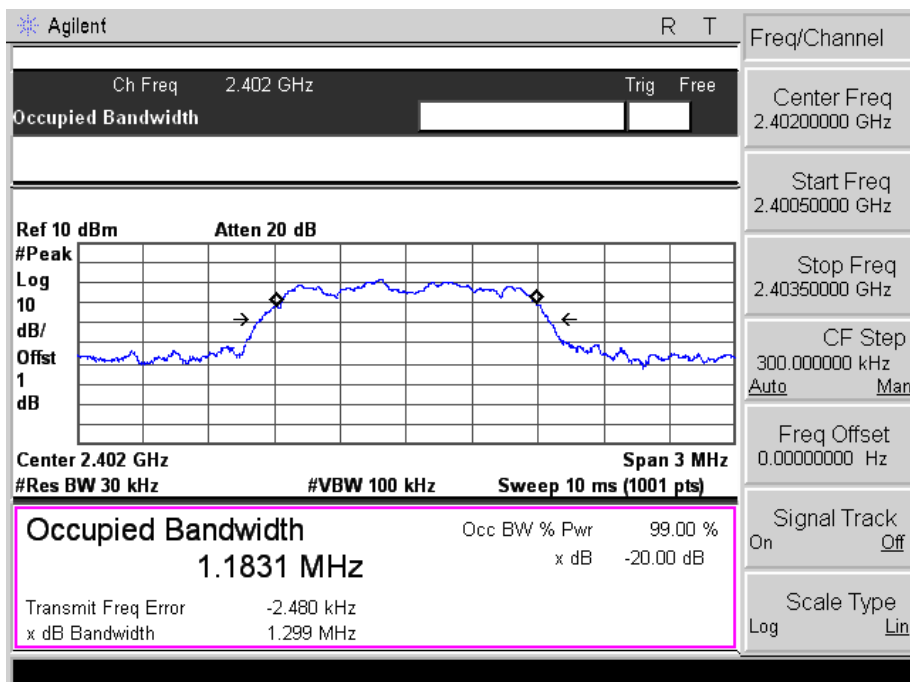 Agilent R T
Freq/Channel
Ch Freq 2.402 GHz Trig Free
Occupied Bandwidth
Center Freq
2.40200000 GHz
Start Freq
2.40050000 GHz
Stop Freq
2.40350000 GHz
CF Step
300.000000 kHz
Auto Man
Freq Offset
0.00000000 Hz
Signal Track
On Off
Scale Type
Log Lin
Ref 10 dBm Atten 20 dB
#Peak
Log
10
dB/
Offst
1
dB
Center 2.402 GHz Span 3 MHz
#Res BW 30 kHz #VBW 100 kHz Sweep 10 ms (1001 pts)
Occupied Bandwidth Occ BW % Pwr 99.00 %
1.1831 MHz x dB -20.00 dB
Transmit Freq Error -2.480 kHz
x dB Bandwidth 1.299 MHz